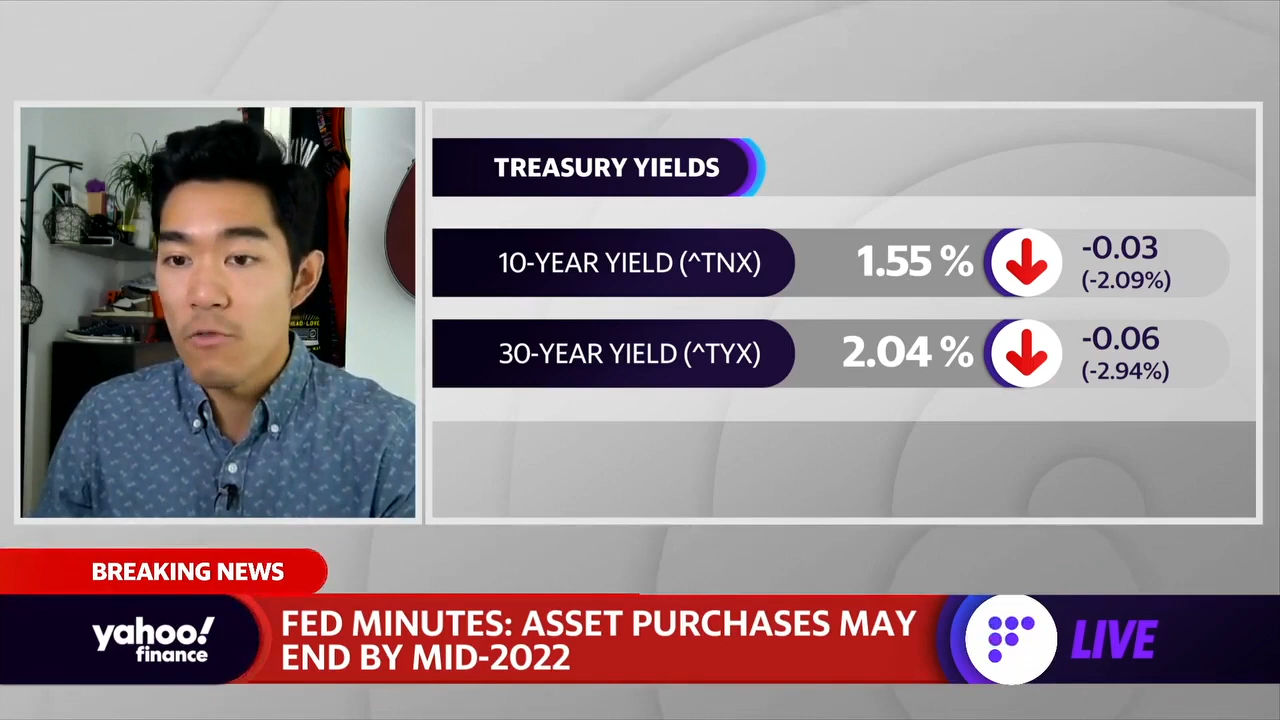 TREASURY YIELDS
10-YEAR YIELD (^TNX) 1.55 % -0.03 (-2.09%)
30-YEAR YIELD (^TYX) 2.04 % -0.06 (-2.94%)
BREAKING NEWS
yahoo!
finance
FED MINUTES: ASSET PURCHASES MAY
END BY MID-2022
LIVE